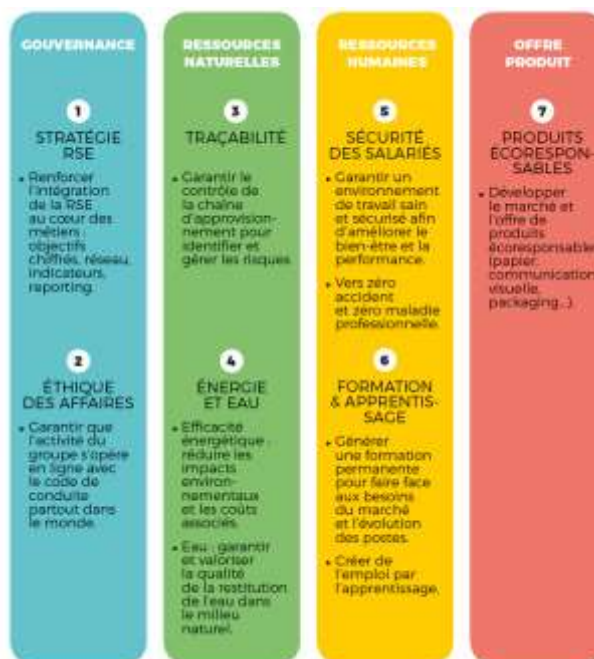 GOUVERNANCE
1
STRATÉGIE
RSE
• Renforcer
l'intégration
de la RSE
au cœur des
métiers :
objectifs
chiffrés, réseau,
indicateurs,
reporting.
2
ÉTHIQUE
DES AFFAIRES
• Garantir que
l'activité du
groupe s'opère
en ligne avec
le code de
conduite
partout dans
le monde.
RESSOURCES
NATURELLES
3
TRAÇABILITÉ
• Garantir le
contrôle de
la chaîne
d'approvision-
nement pour
identifier et
gérer les risques
4
ÉNERGIE
ET EAU
• Efficacité
énergétique :
réduire les
impacts
environ-
nementaux
et les coûts
associés.
• Eau : garantir
et valoriser
la qualité
de la restitution
de l'eau dans
le milieu
naturel.
RESSOURCES
HUMAINES
5
SÉCURITÉ
DES SALARIÉS
• Garantir un
environnement
de travail sain
et sécurisé afin
d'améliorer le
bien-être et la
performance.
• Vers zéro
accident
et zéro maladie
professionnelle.
6
FORMATION
& APPRENTIS-
SAGE
• Générer
une formation
permanente
pour faire face
aux besoins
du marché
et l'évolution
des postes.
• Créer de
l'emploi par
l'apprentissage.
OFFRE
PRODUIT
7
PRODUITS
ÉCORESPON-
SABLES
• Développer
le marché et
l'offre de
produits
écoresponsable
(papier,
communication
visuelle,
packaging...).